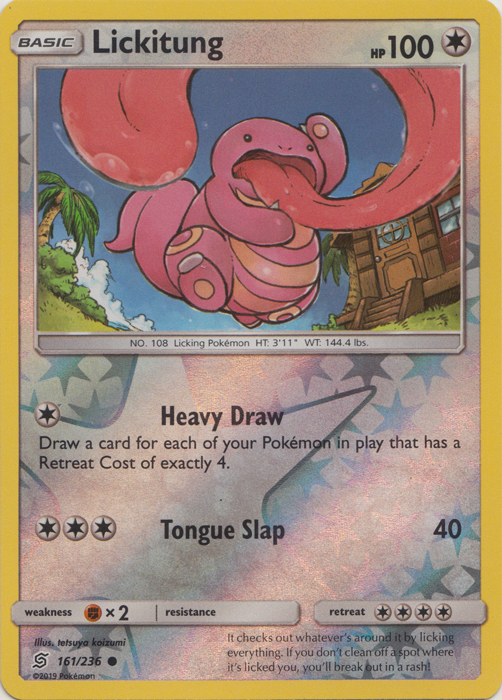 BASIC Lickitung HP 100
NO. 108 Licking Pokémon HT: 3'11" WT: 144.4 lbs.
Heavy Draw
Draw a card for each of your Pokémon in play that has a
Retreat Cost of exactly 4.
Tongue Slap 40
weakness ×2 resistance retreat
Illus. tetsuya koizumi
161/236
©2019 Pokémon
It checks out whatever's around it by licking
everything. If you don't clean off a spot where
it's licked you, you'll break out in a rash!